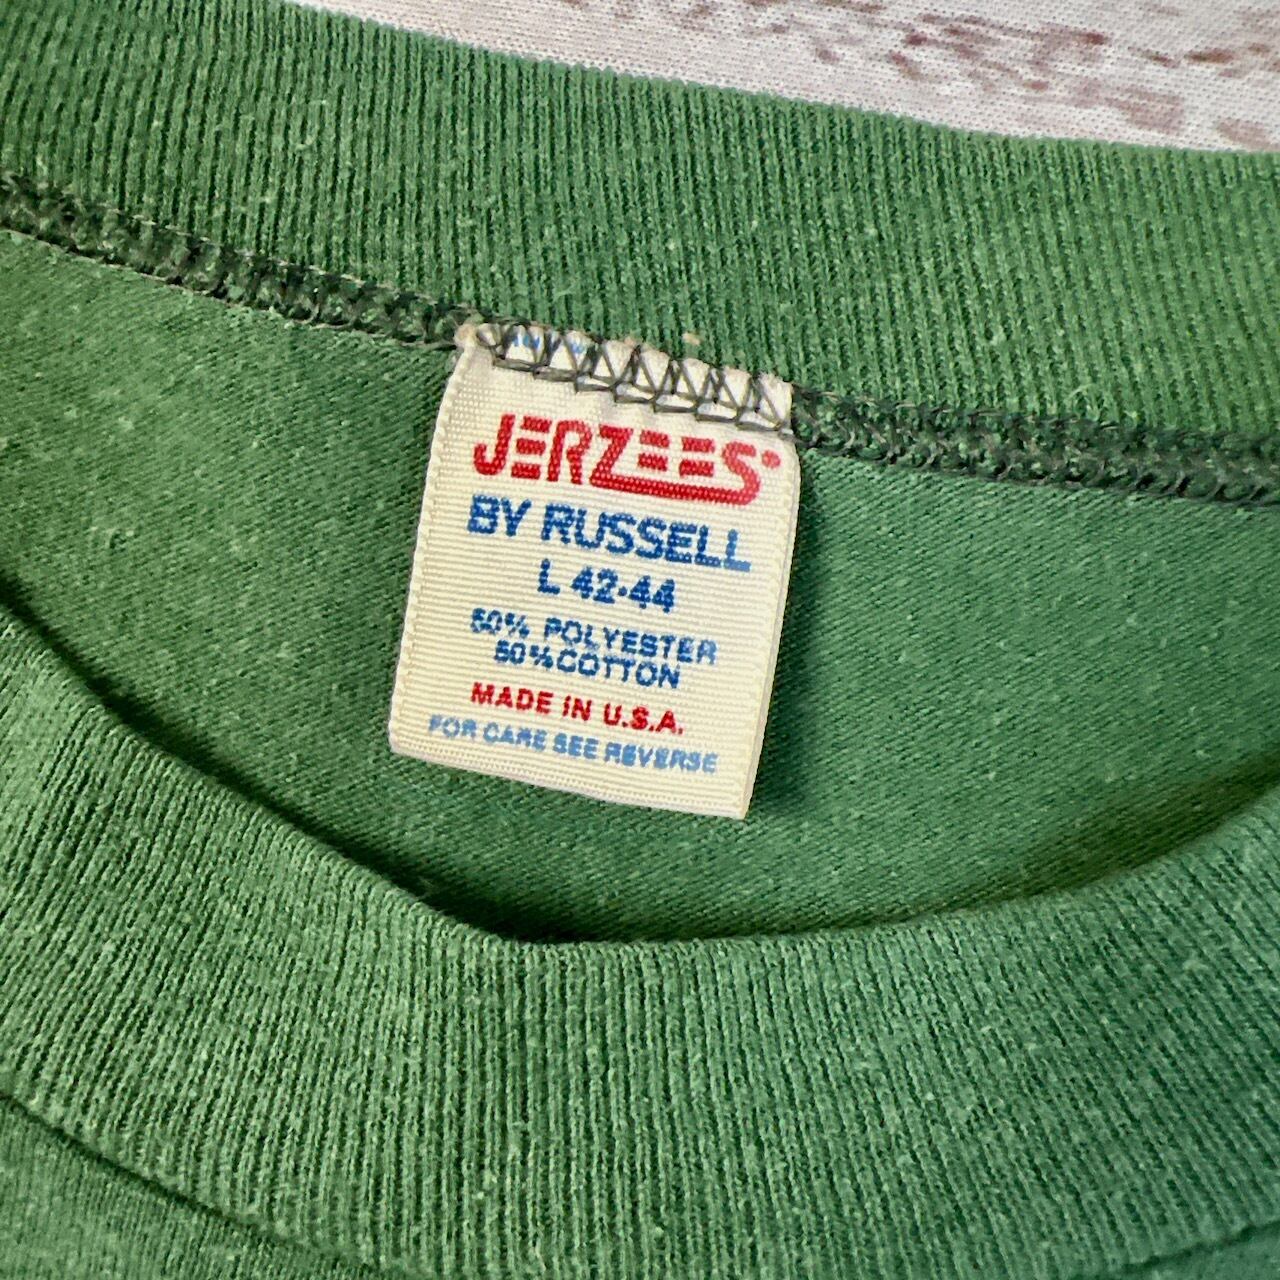 JERZEES
BY RUSSELL
L 42-44
50% POLYESTER
50% COTTON
MADE IN U.S.A.
FOR CARE SEE REVERSE